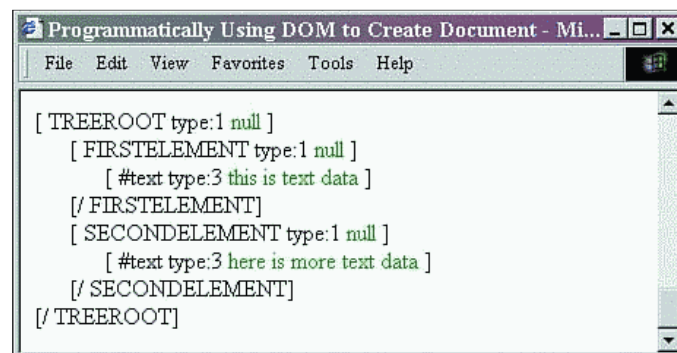 Programmatically Using DOM to Create Document - Mi...
File Edit View Favorites Tools Help
[ TREEROOT type:1 null ]
[ FIRSTELEMENT type:1 null ]
[ #text type:3 this is text data ]
[/ FIRSTELEMENT]
[ SECONDELEMENT type:1 null ]
[ #text type:3 here is more text data ]
[/ SECONDELEMENT]
[/ TREEROOT]